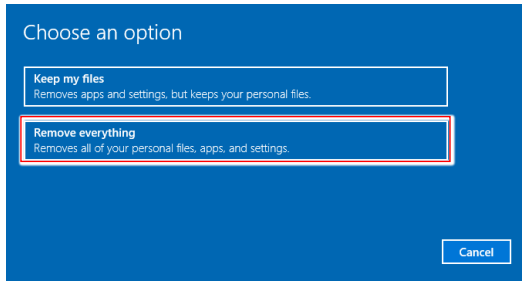 Choose an option
Keep my files
Removes apps and settings, but keeps your personal files.
Remove everything
Removes all of your personal files, apps, and settings.
Cancel